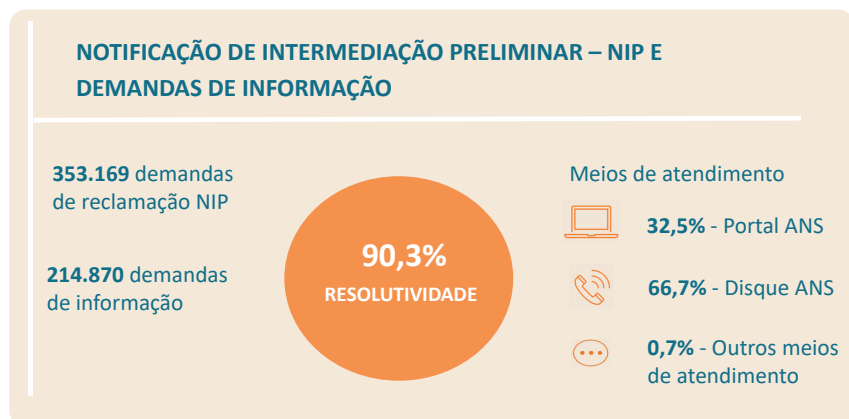 NOTIFICAÇÃO DE INTERMEDIAÇÃO PRELIMINAR – NIP E
DEMANDAS DE INFORMAÇÃO
353.169 demandas
de reclamação NIP
214.870 demandas
de informação
90,3%
RESOLUTIVIDADE
Meios de atendimento
32,5% - Portal ANS
66,7% - Disque ANS
0,7% - Outros meios
de atendimento